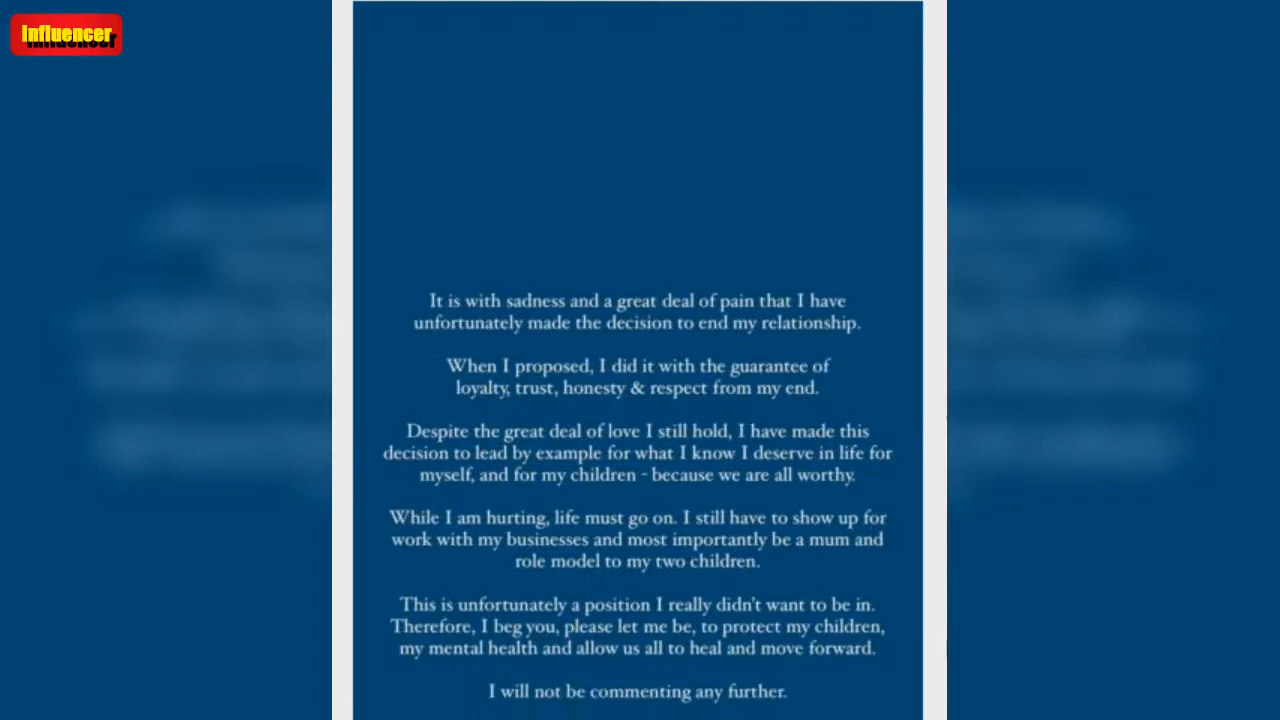 Influencer
It is with sadness and a great deal of pain that I have
unfortunately made the decision to end my relationship.
When I proposed, I did it with the guarantee of
loyalty, trust, honesty & respect from my end.
Despite the great deal of love I still hold, I have made this
decision to lead by example for what I know I deserve in life for
myself, and for my children - because we are all worthy.
While I am hurting, life must go on. I still have to show up for
work with my businesses and most importantly be a mum and
role model to my two children.
This is unfortunately a position I really didn't want to be in.
Therefore, I beg you, please let me be, to protect my children,
my mental health and allow us all to heal and move forward.
I will not be commenting any further.